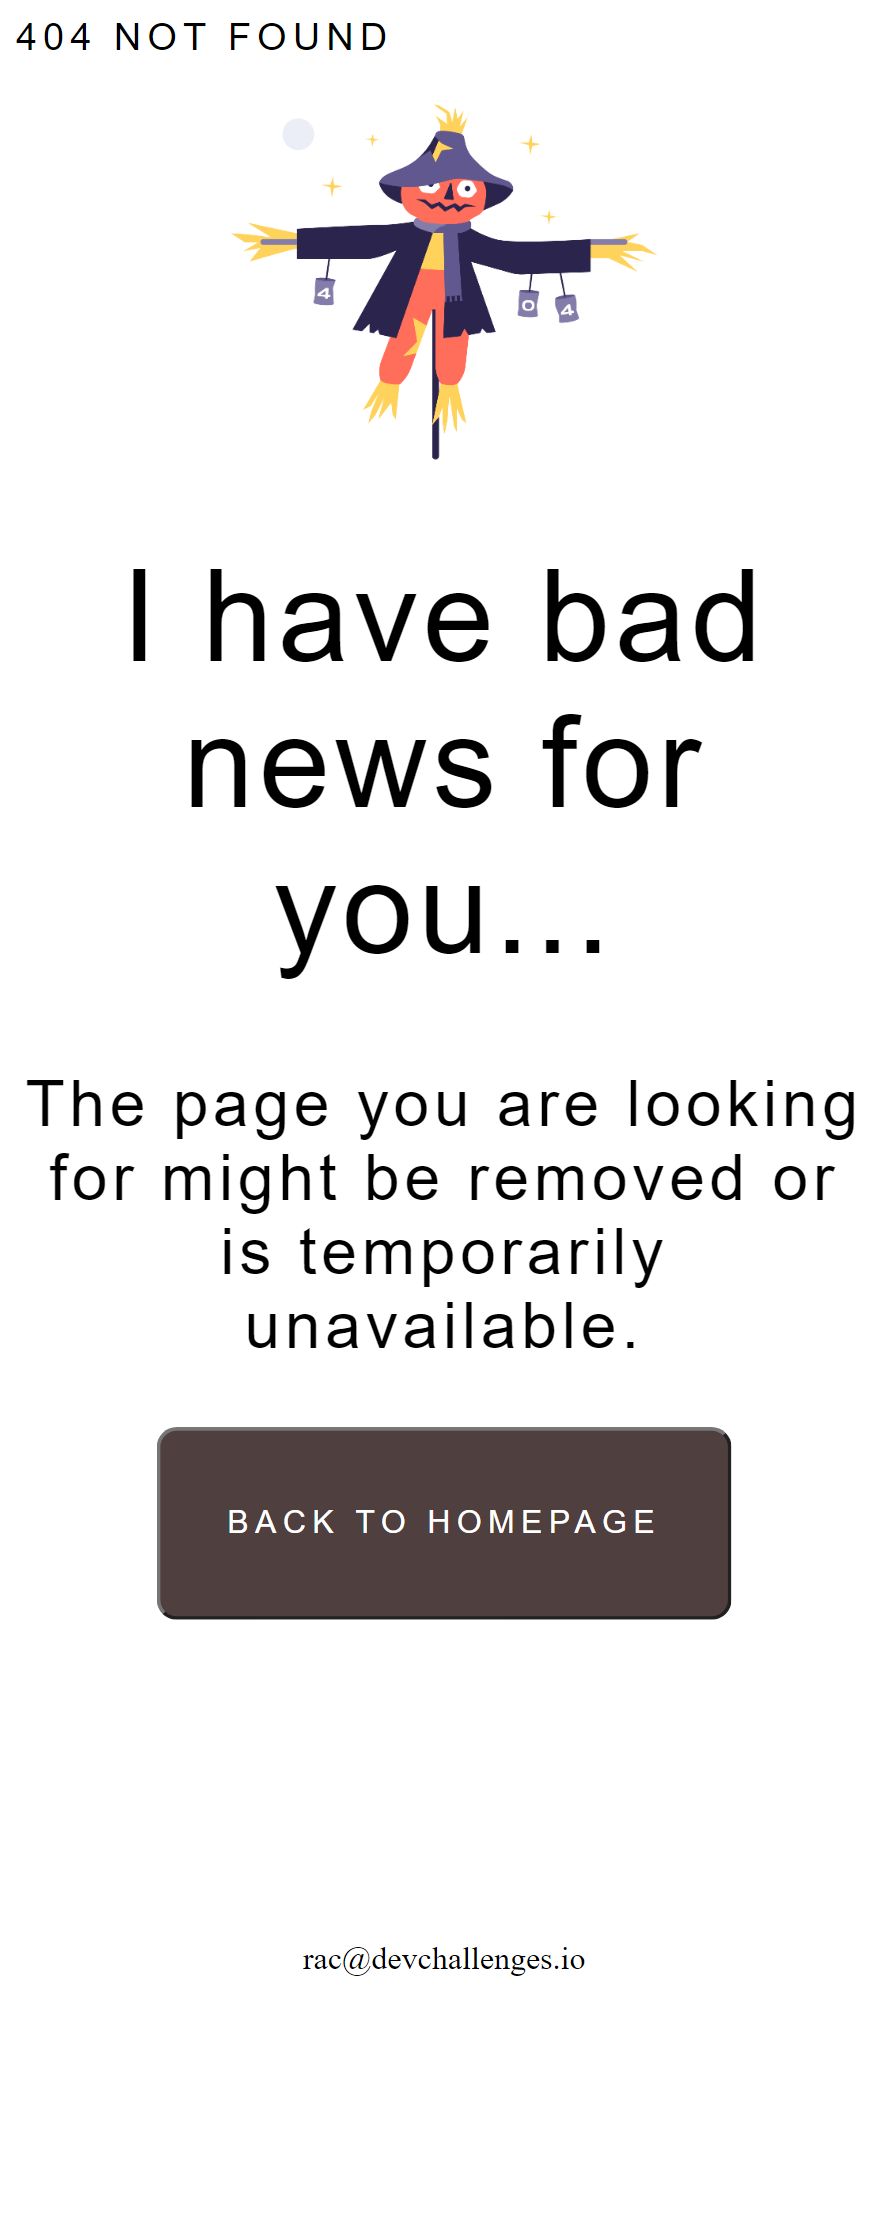 404 NOT FOUND
4
0
4
I have bad
news for
you...
The page you are looking
for might be removed or
is temporarily
unavailable.
BACK TO HOMEPAGE
rac@devchallenges.io